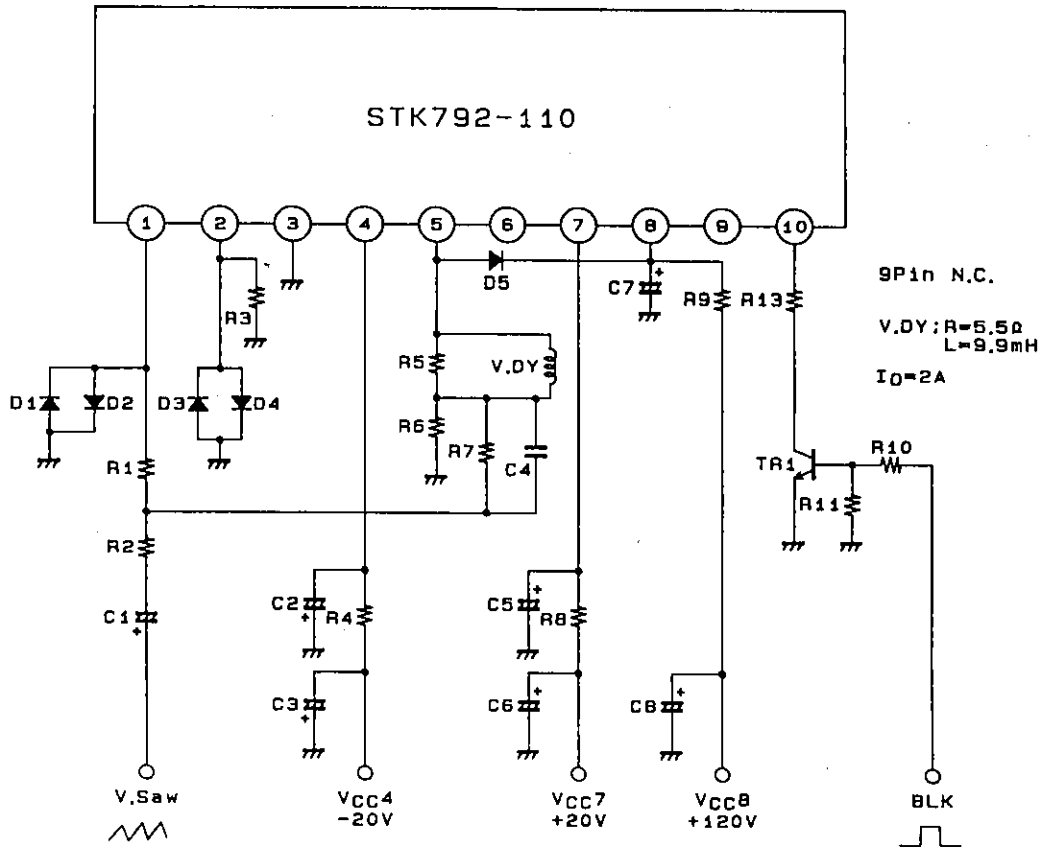 STK792-110
1 2 3 4 5 6 7 8 9 10
D5
C7
R9
R13
9Pin N.C.
R3
V.DY;R=5.5Ω
L=9.9mH
IO=2A
R5
V.DY
D1
D2
D3
D4
R6
R7
C4
R1
TR1
R10
R11
R2
C1
+
C2
+
R4
C5
+
R8
C3
+
C6
+
C8
+
+
V.Saw
VCC4
-20V
VCC7
+20V
VCC8
+120V
BLK